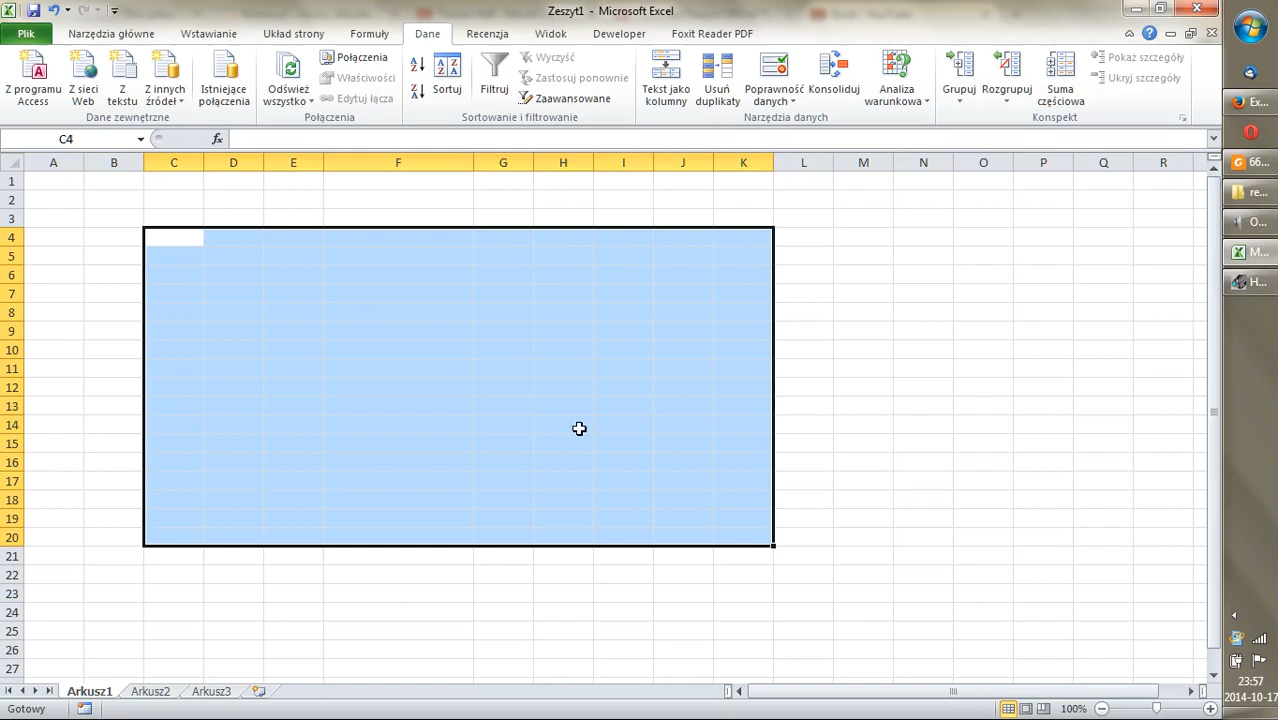 Zeszyt1 - Microsoft Excel
Plik Narzędzia główne Wstawianie Układ strony Formuły Dane Recenzja Widok Deweloper Foxit Reader PDF
Z programu Access
Z sieci Web
Z tekstu
Z innych źródeł
Istniejące połączenia
Dane zewnętrzne
Odśwież wszystko
Połączenia
Właściwości
Edytuj łącza
Połączenia
Sortuj
Filtruj
Wyczyść
Zastosuj ponownie
Zaawansowane
Sortowanie i filtrowanie
Tekst jako kolumny
Usuń duplikaty
Poprawność danych
Konsoliduj
Analiza warunkowa
Narzędzia danych
Grupuj
Rozgrupuj
Suma częściowa
Pokaż szczegóły
Ukryj szczegóły
Konspekt
C4 fx
A B C D E F G H I J K L M N O P Q R
1
2
3
4
5
6
7
8
9
10
11
12
13
14
15
16
17
18
19
20
21
22
23
24
25
26
27
Arkusz1 Arkusz2 Arkusz3
Gotowy 100%
Ex...
66...
re...
O...
M...
H...
23:57
2014-10-17